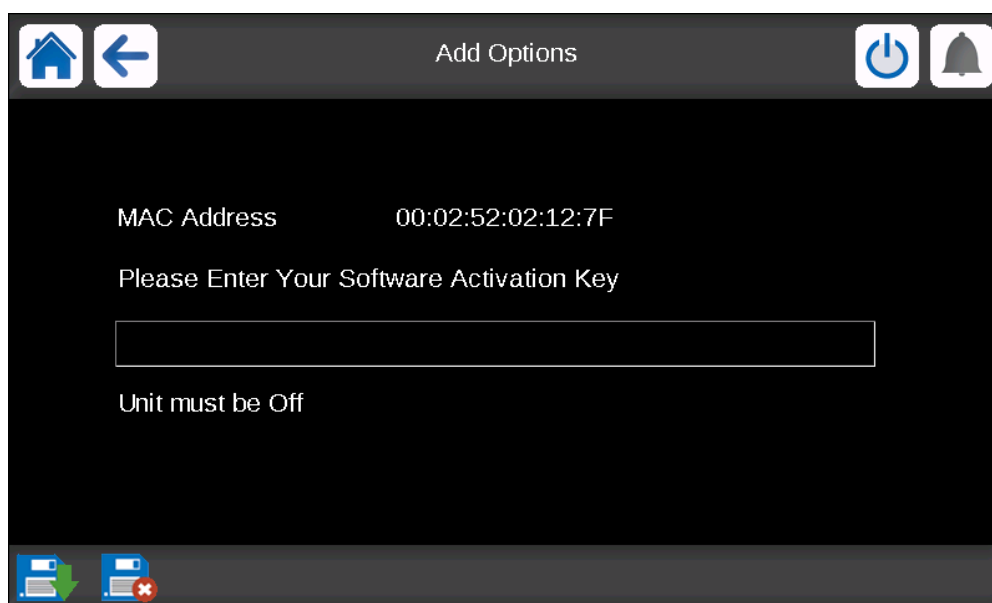 Add Options
MAC Address 00:02:52:02:12:7F
Please Enter Your Software Activation Key
Unit must be Off